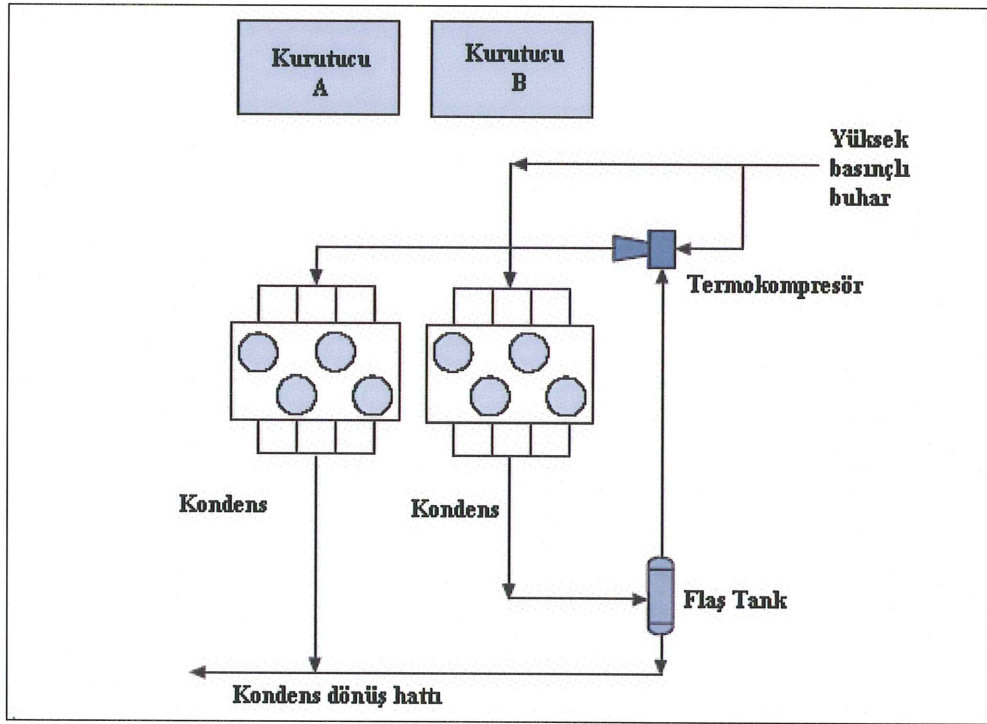 Kurutucu
A
Kurutucu
B
Yüksek
basınçlı
buhar
Termokompresör
Kondens
Kondens
Flaş Tank
Kondens dönüş hattı